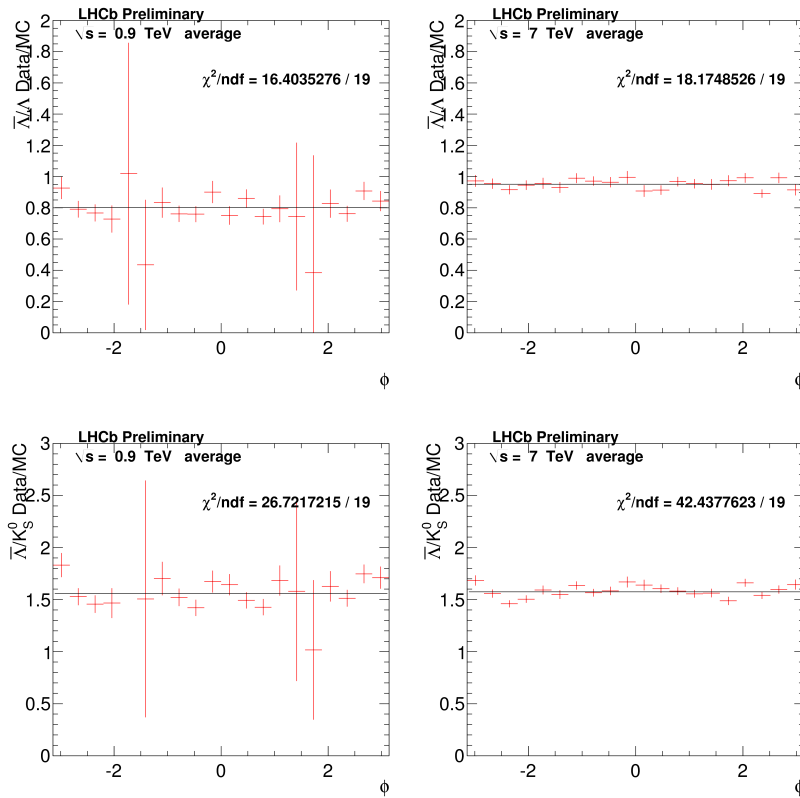 LHCb Preliminary
√s = 0.9 TeV average
χ²/ndf = 16.4035276 / 19
Λ̅/Λ Data/MC
2
1.8
1.6
1.4
1.2
1
0.8
0.6
0.4
0.2
0
-2 0 2
ϕ
LHCb Preliminary
√s = 7 TeV average
χ²/ndf = 18.1748526 / 19
Λ̅/Λ Data/MC
2
1.8
1.6
1.4
1.2
1
0.8
0.6
0.4
0.2
0
-2 0 2
ϕ
LHCb Preliminary
√s = 0.9 TeV average
χ²/ndf = 26.7217215 / 19
Λ̅/K⁰S Data/MC
3
2.5
2
1.5
1
0.5
0
-2 0 2
ϕ
LHCb Preliminary
√s = 7 TeV average
χ²/ndf = 42.4377623 / 19
Λ̅/K⁰S Data/MC
3
2.5
2
1.5
1
0.5
0
-2 0 2
ϕ